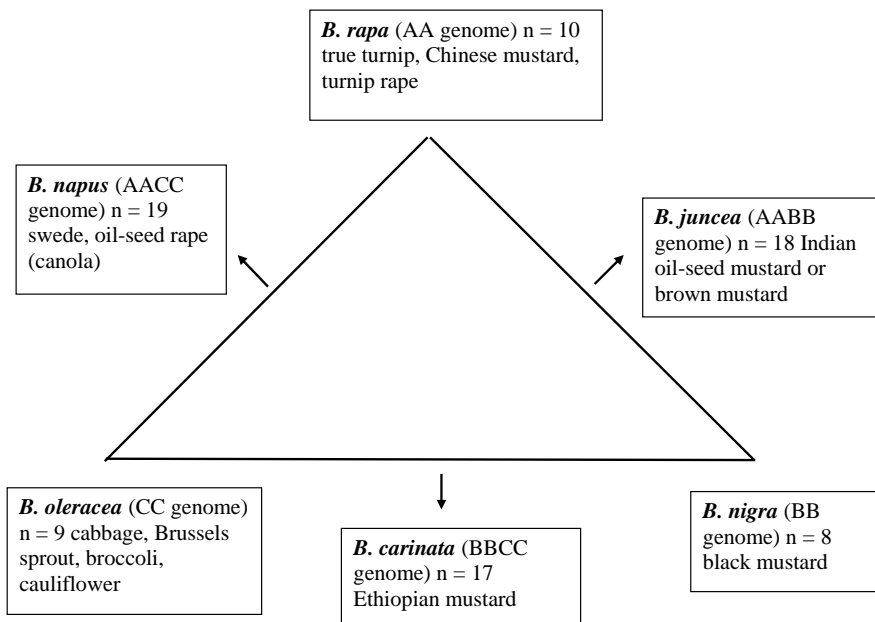 B. rapa (AA genome) n = 10
true turnip, Chinese mustard,
turnip rape
B. napus (AACC
genome) n = 19
swede, oil-seed rape
(canola)
B. juncea (AABB
genome) n = 18 Indian
oil-seed mustard or
brown mustard
B. oleracea (CC genome)
n = 9 cabbage, Brussels
sprout, broccoli,
cauliflower
B. carinata (BBCC
genome) n = 17
Ethiopian mustard
B. nigra (BB
genome) n = 8
black mustard